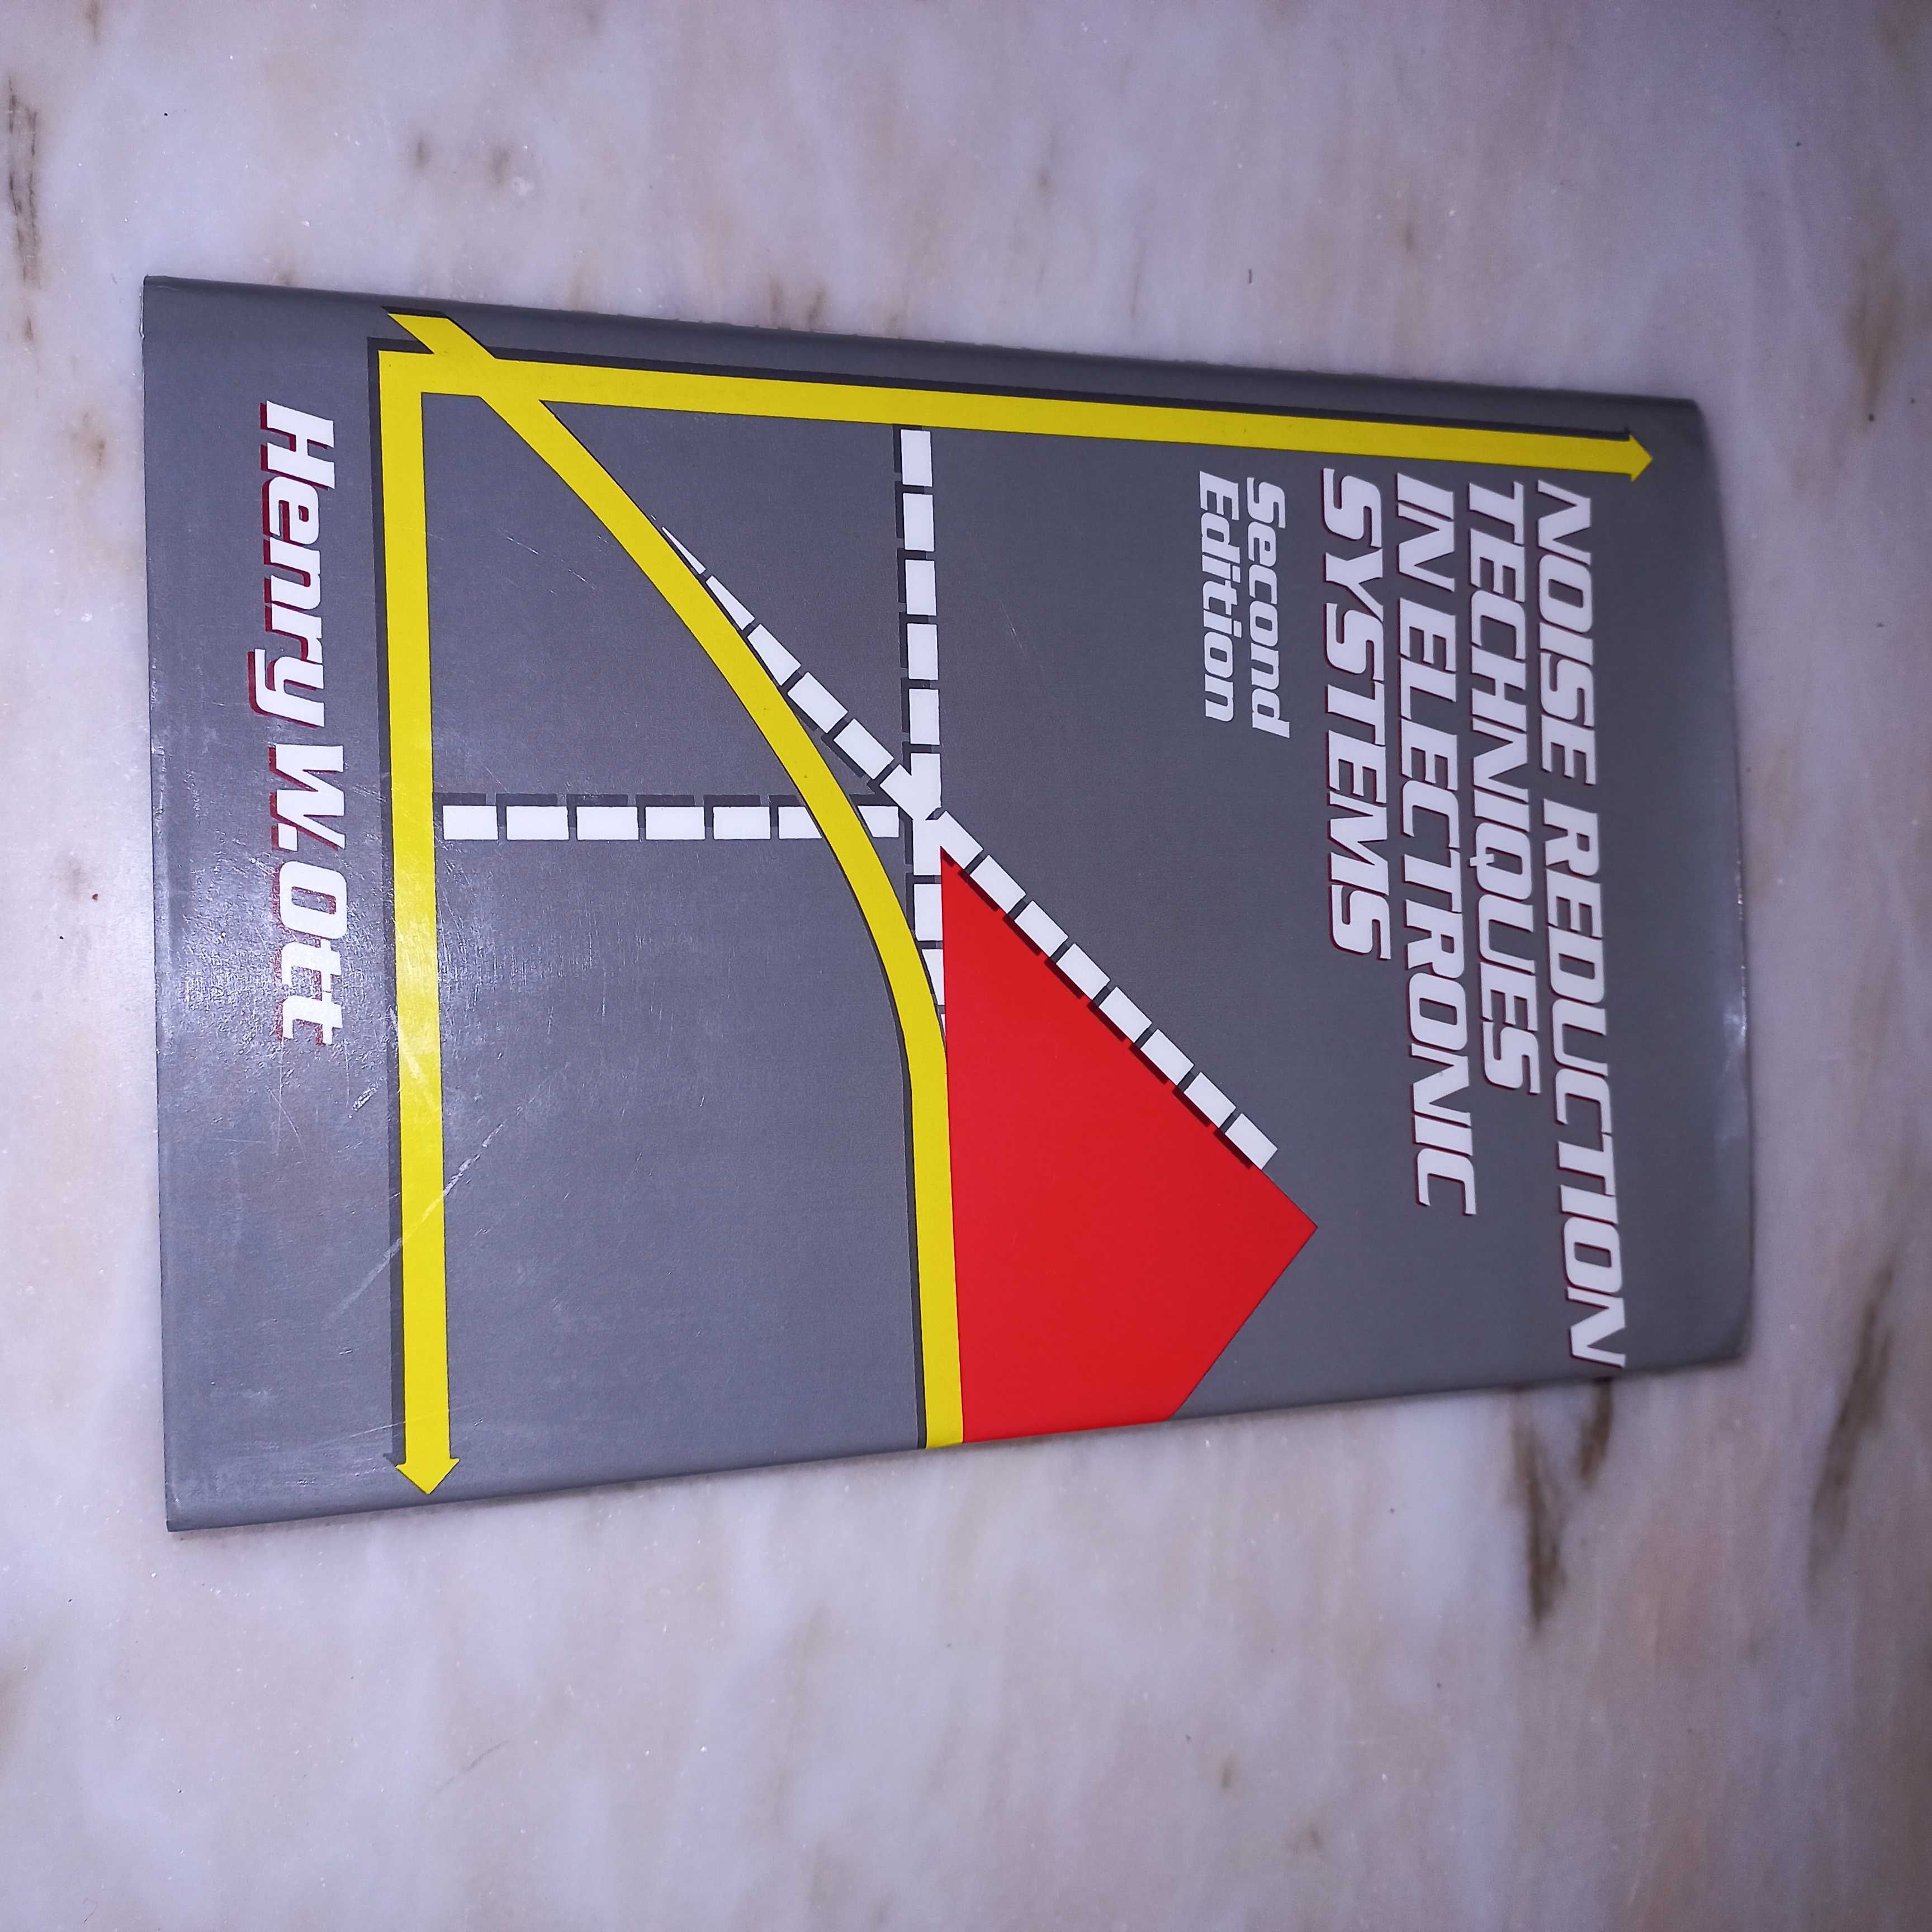 NOISE REDUCTION
TECHNIQUES
IN ELECTRONIC
SYSTEMS
Second
Edition
Henry W. Ott